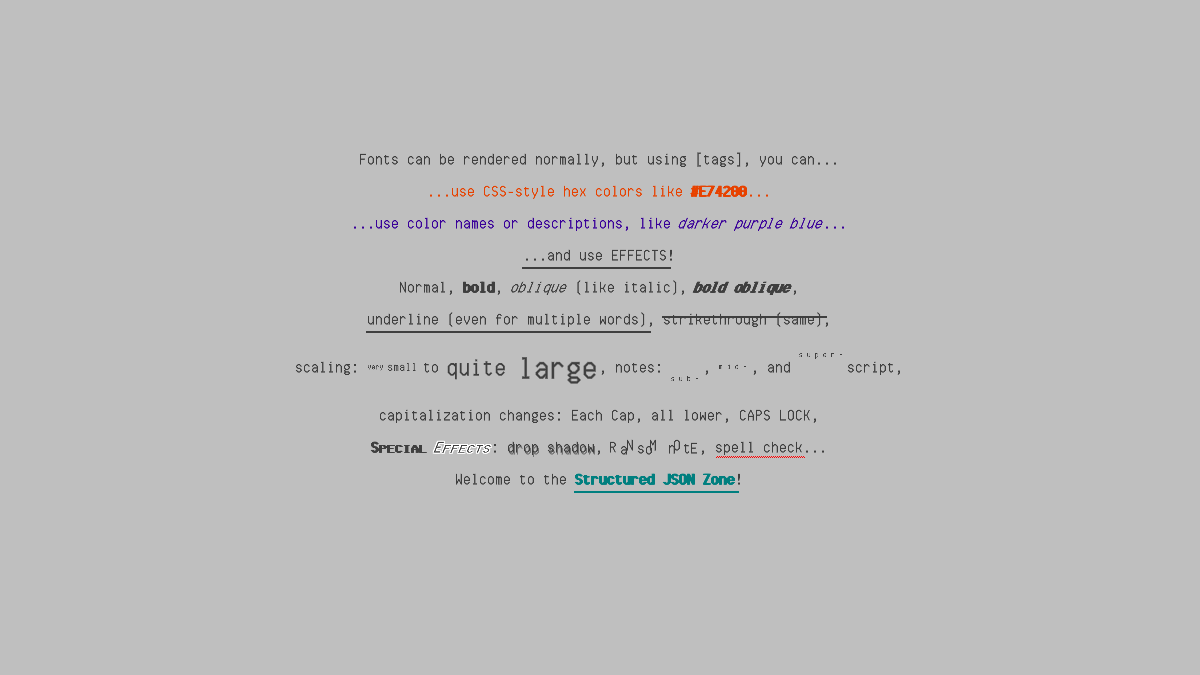 Fonts can be rendered normally, but using [tags], you can...
...use CSS-style hex colors like #E74200...
...use color names or descriptions, like darker purple blue...
...and use EFFECTS!
Normal, bold, oblique (like italic), bold oblique,
underline (even for multiple words), strikethrough (same),
scaling: very small to quite large, notes: sub-, mid-, and super- script,
capitalization changes: Each Cap, all lower, CAPS LOCK,
Special Effects: drop shadow, RaNsoM nOtE, spell check...
Welcome to the Structured JSON Zone!